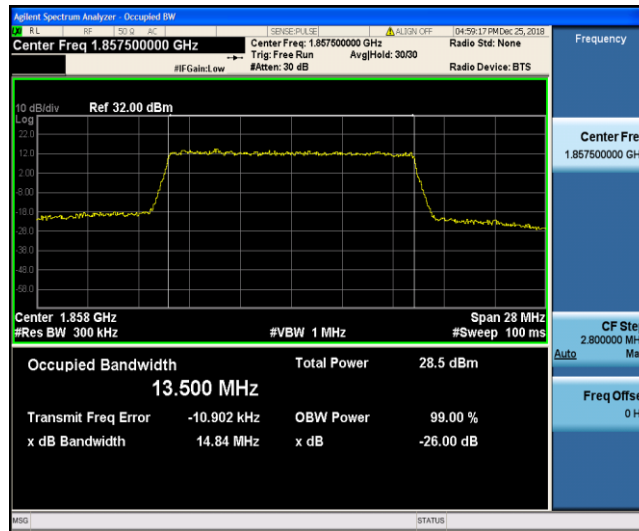 Agilent Spectrum Analyzer - Occupied BW
RL RF 50 Ω AC SENSE:PULSE ALIGN OFF 04:59:17 PM Dec 25, 2018
Center Freq 1.857500000 GHz Center Freq: 1.857500000 GHz Radio Std: None Frequency
Trig: Free Run Avg|Hold: 30/30
#IFGain:Low #Atten: 30 dB Radio Device: BTS
10 dB/div Ref 32.00 dBm
Log
22.0
12.0
2.00
-8.00
-18.0
-28.0
-38.0
-48.0
-58.0
Center Fre
1.857500000 GH
Center 1.858 GHz Span 28 MHz
#Res BW 300 kHz #VBW 1 MHz #Sweep 100 ms
CF Ste
2.800000 MH
Auto Ma
Occupied Bandwidth Total Power 28.5 dBm
13.500 MHz
Transmit Freq Error -10.902 kHz OBW Power 99.00 %
x dB Bandwidth 14.84 MHz x dB -26.00 dB
Freq Offse
0 H
MSG STATUS